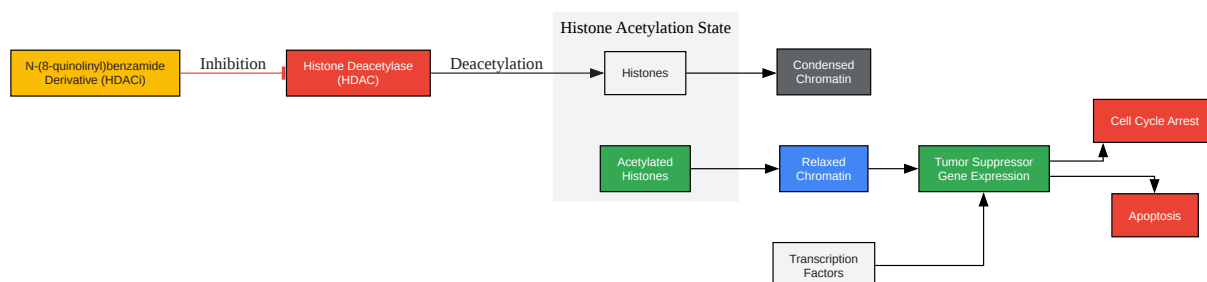 Histone Acetylation State
N-(8-quinolinyl)benzamide
Derivative (HDACi)
Inhibition
Histone Deacetylase
(HDAC)
Deacetylation
Histones
Condensed
Chromatin
Cell Cycle Arrest
Acetylated
Histones
Relaxed
Chromatin
Tumor Suppressor
Gene Expression
Apoptosis
Transcription
Factors